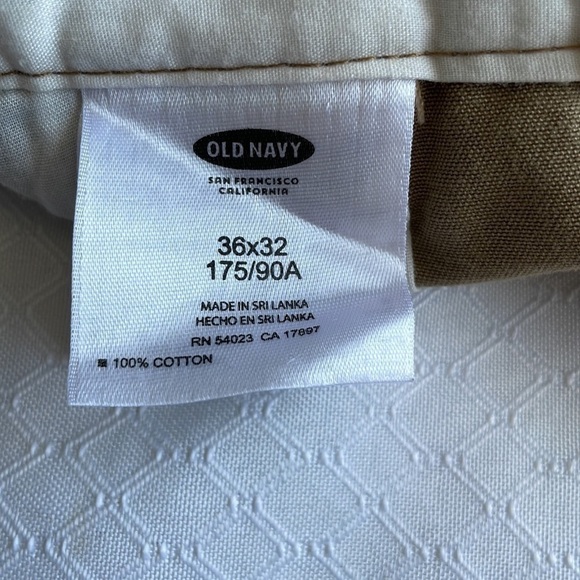 OLD NAVY
SAN FRANCISCO
CALIFORNIA
36x32
175/90A
MADE IN SRI LANKA
HECHO EN SRI LANKA
RN 54023 CA 17897
100% COTTON